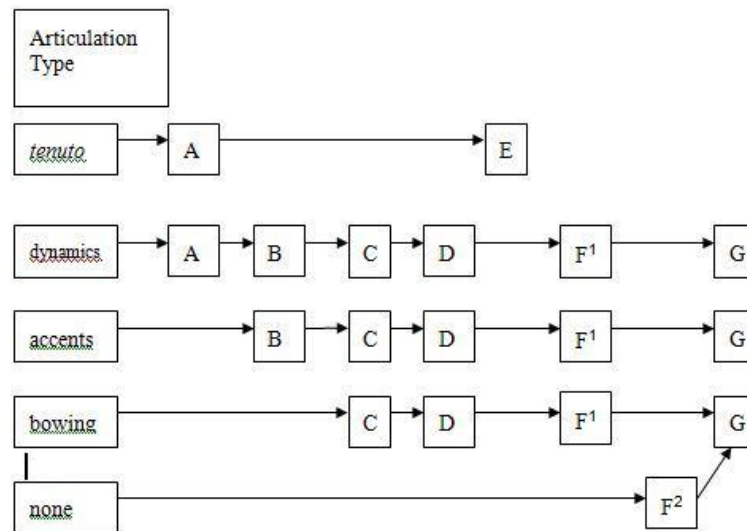 Articulation
Type
tenuto A E
dynamics A B C D F¹ G
accents B C D F¹ G
bowing C D F¹ G
none F²